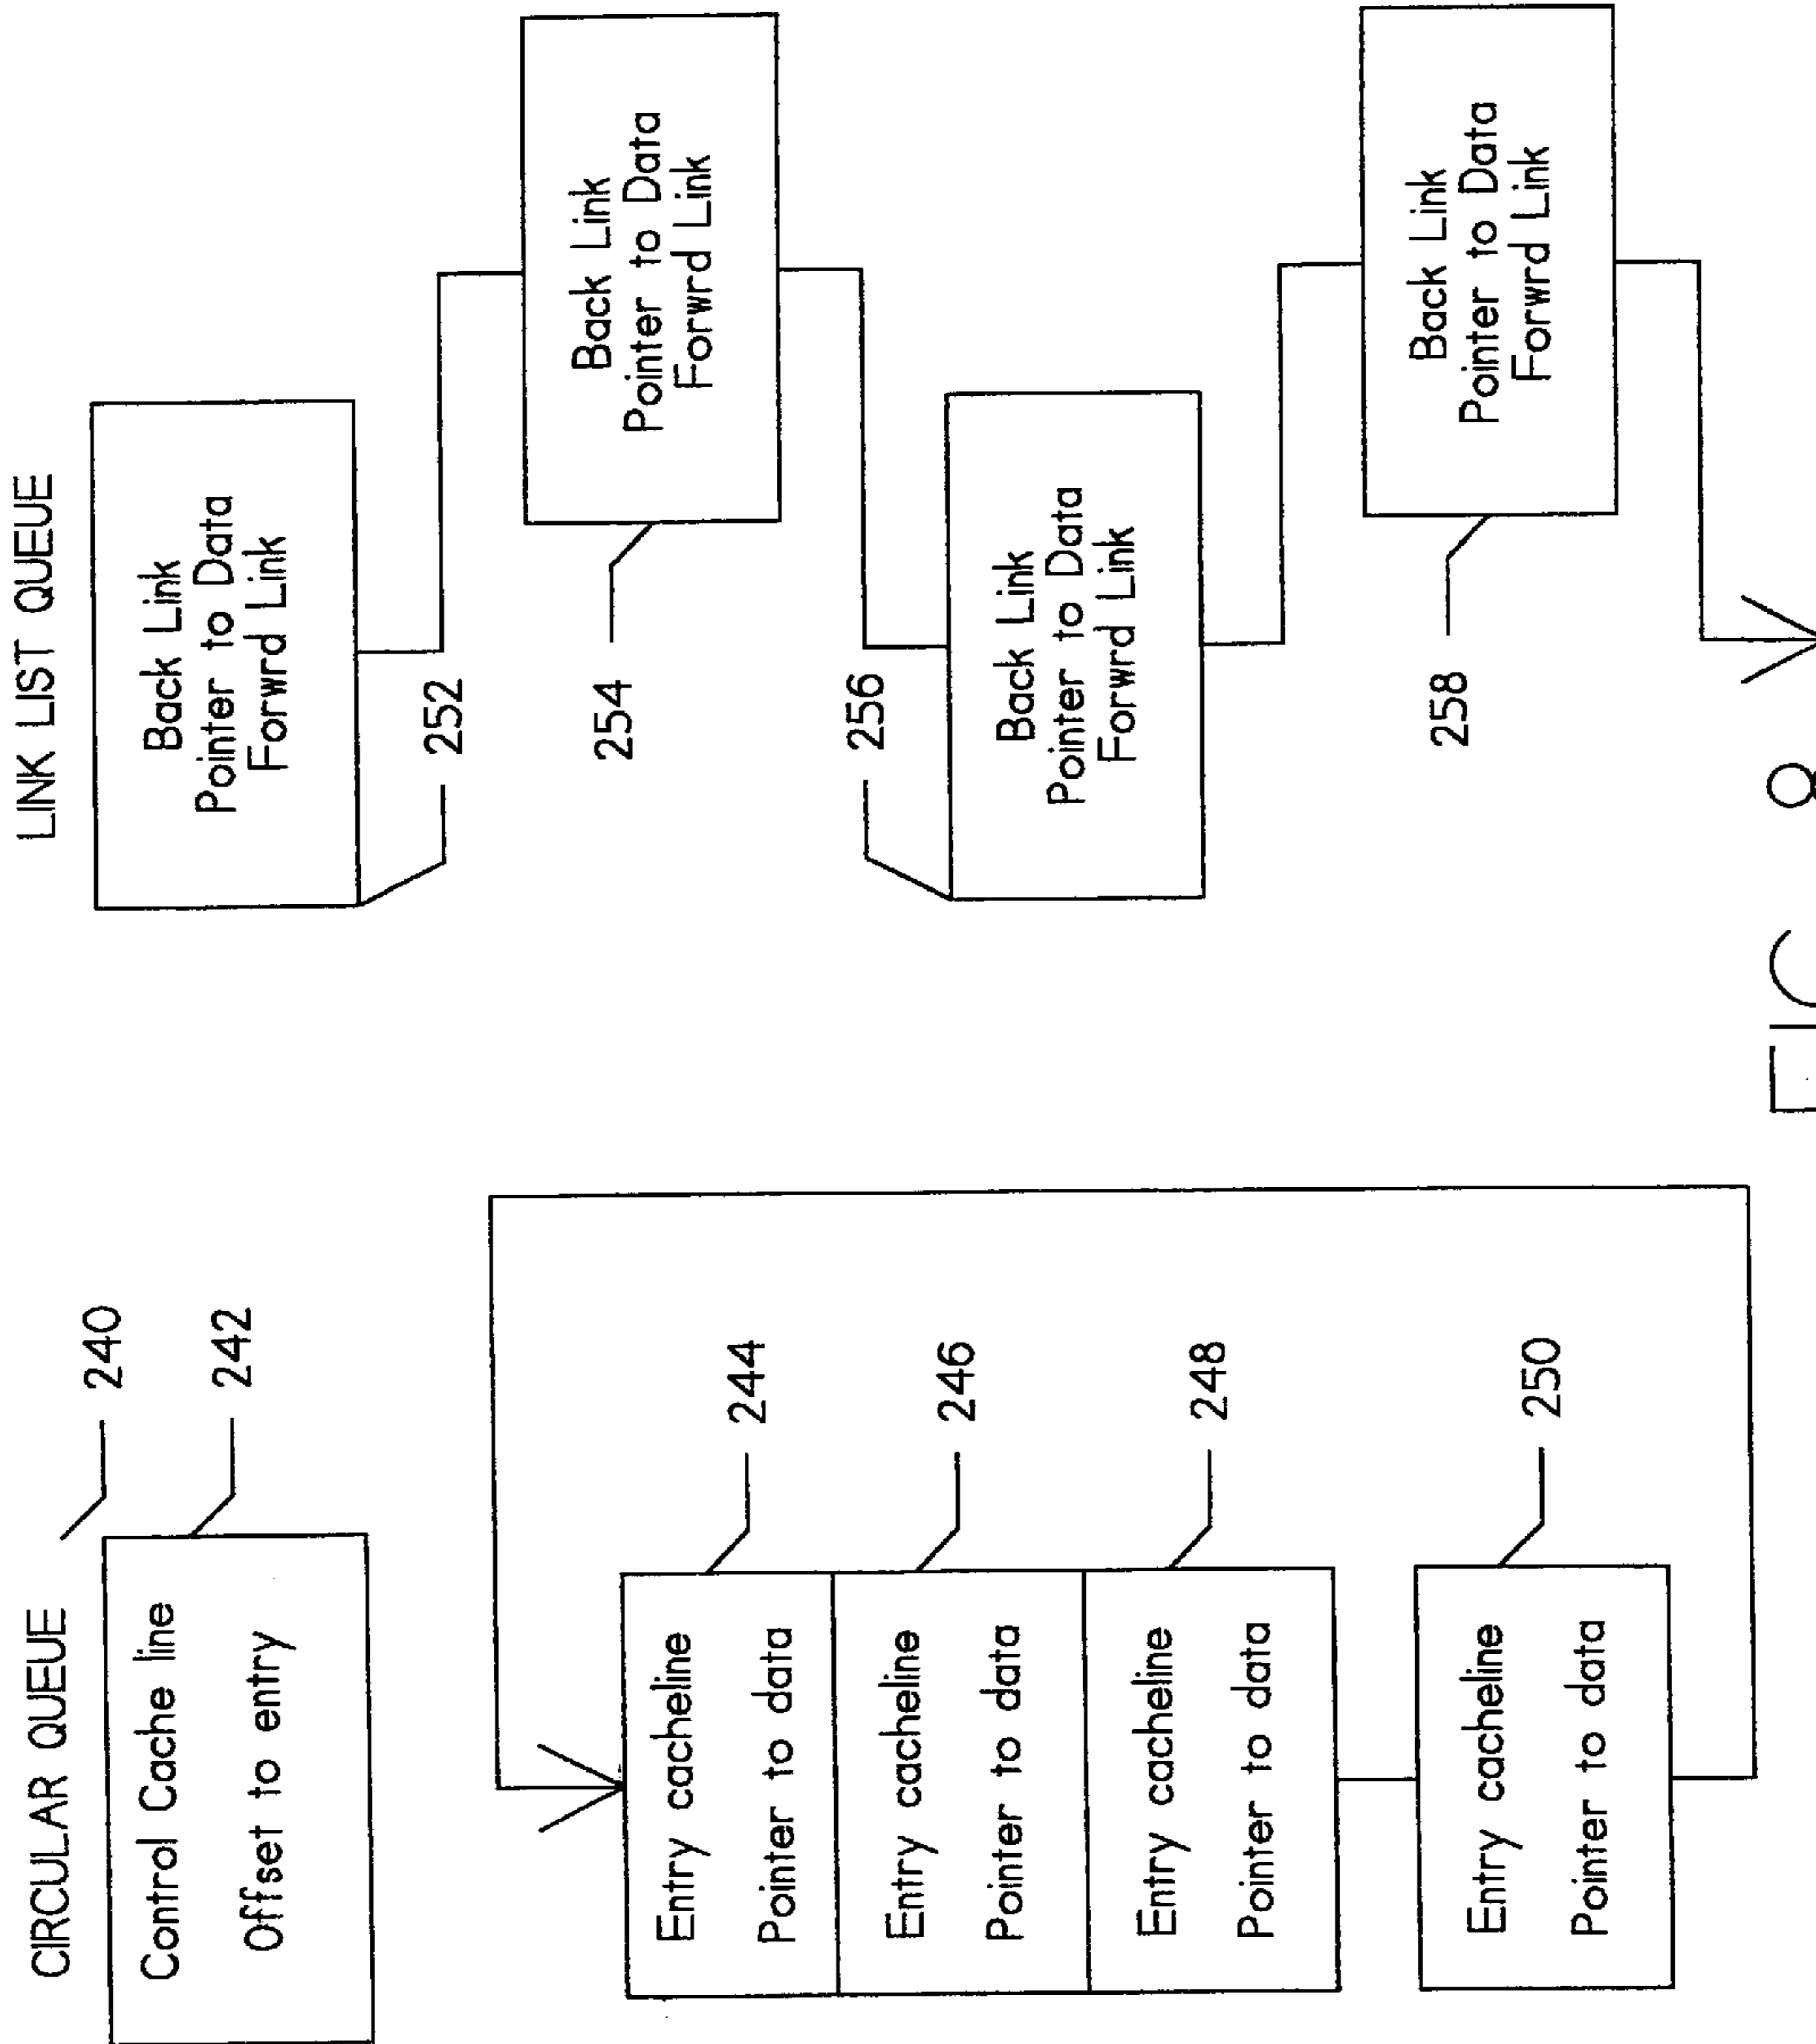 CIRCULAR QUEUE
240
Control Cache line
Offset to entry
242
Entry cacheline
Pointer to data
244
Entry cacheline
Pointer to data
246
Entry cacheline
Pointer to data
248
Entry cacheline
Pointer to data
250
LINK LIST QUEUE
Back Link
Pointer to Data
Forwrd Link
252
Back Link
Pointer to Data
Forwrd Link
254
Back Link
Pointer to Data
Forwrd Link
256
Back Link
Pointer to Data
Forwrd Link
258